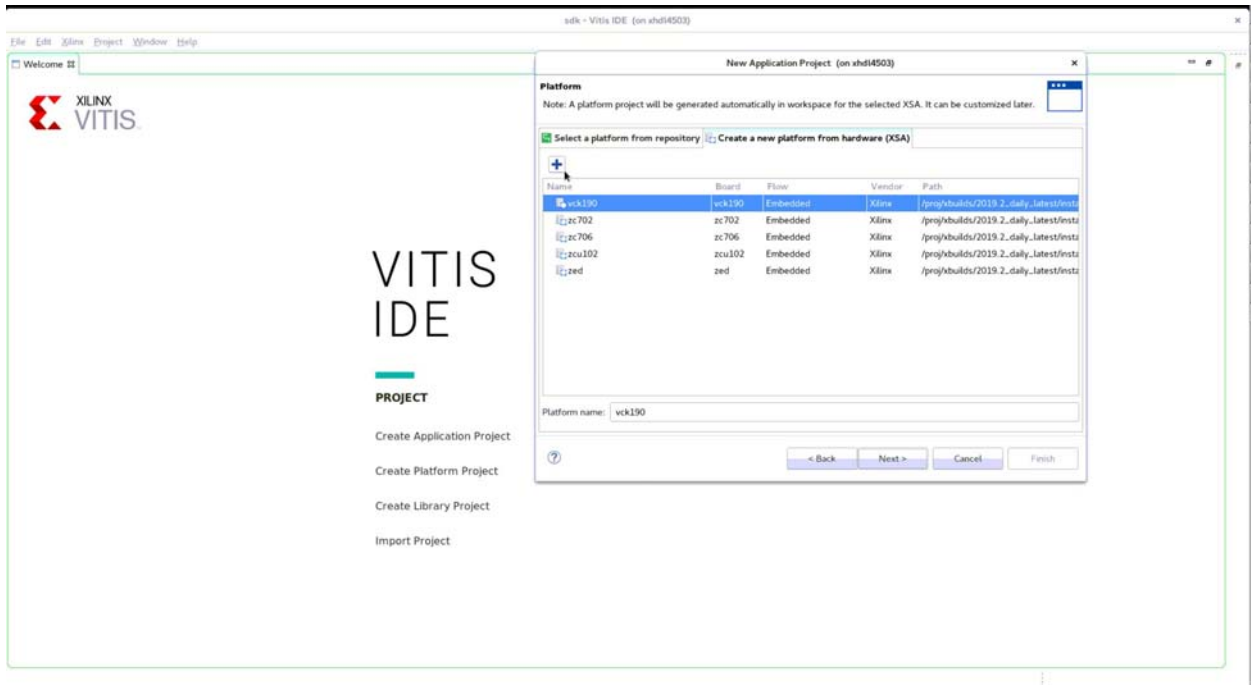 sdk - Vitis IDE (on xhdl4503)
File Edit Xilinx Project Window Help
Welcome
XILINX
VITIS.
VITIS
IDE
PROJECT
Create Application Project
Create Platform Project
Create Library Project
Import Project
New Application Project (on xhdl4503)
Platform
Note: A platform project will be generated automatically in workspace for the selected XSA. It can be customized later.
Select a platform from repository Create a new platform from hardware (XSA)
Name Board Flow Vendor Path
vck190 vck190 Embedded Xilinx /proj/xbuilds/2019.2_daily_latest/insta
zc702 zc702 Embedded Xilinx /proj/xbuilds/2019.2_daily_latest/insta
zc706 zc706 Embedded Xilinx /proj/xbuilds/2019.2_daily_latest/insta
zcu102 zcu102 Embedded Xilinx /proj/xbuilds/2019.2_daily_latest/insta
zed zed Embedded Xilinx /proj/xbuilds/2019.2_daily_latest/insta
Platform name: vck190
< Back Next > Cancel Finish